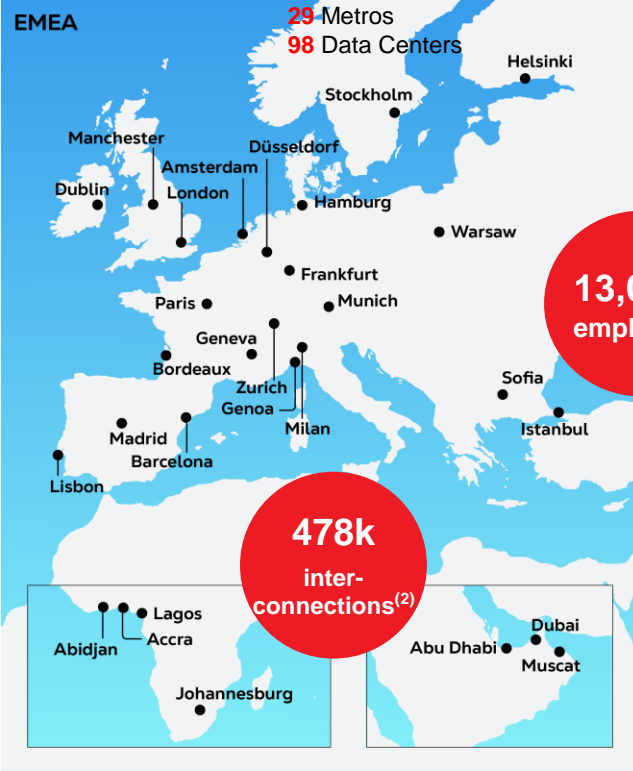 EMEA
29 Metros
98 Data Centers
Helsinki
Stockholm
Manchester
Düsseldorf
Amsterdam
Dublin
London
Hamburg
Warsaw
Frankfurt
Paris
Munich
13,
empl
Geneva
Bordeaux
Zurich
Genoa
Milan
Sofia
Istanbul
Madrid
Barcelona
Lisbon
478k
inter-
connections(2)
Lagos
Accra
Abidjan
Johannesburg
Dubai
Abu Dhabi
Muscat